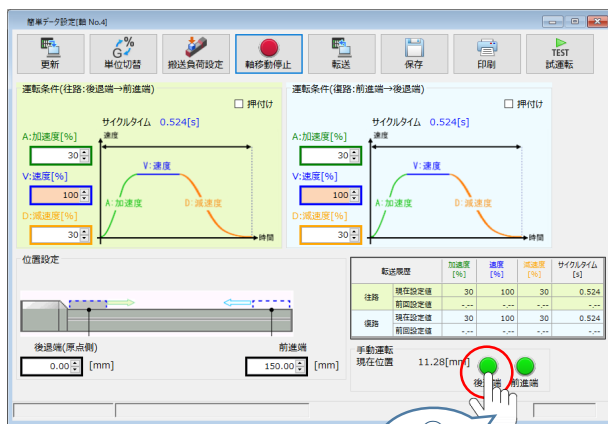 簡単データ設定[軸 No.4]
更新
G %
単位切替
搬送負荷設定
軸移動停止
転送
保存
印刷
TEST
試運転
運転条件(往路:後退端→前進端)
押付け
サイクルタイム 0.524[s]
A:加速度[%]
30
V:速度[%]
100
D:減速度[%]
30
速度
V:速度
A:加速度
D:減速度
時間
運転条件(復路:前進端→後退端)
押付け
サイクルタイム 0.524[s]
A:加速度[%]
30
V:速度[%]
100
D:減速度[%]
30
速度
V:速度
A:加速度
D:減速度
時間
位置設定
後退端(原点側)
0.00 [mm]
前進端
150.00 [mm]
転送履歴 加速度[%] 速度[%] 減速度[%] サイクルタイム[s]
往路 現在設定値 30 100 30 0.524
前回設定値 -.-- -.-- -.-- -.--
復路 現在設定値 30 100 30 0.524
前回設定値 -.-- -.-- -.-- -.--
手動運転
現在位置 11.28[mm]
後退端 前進端